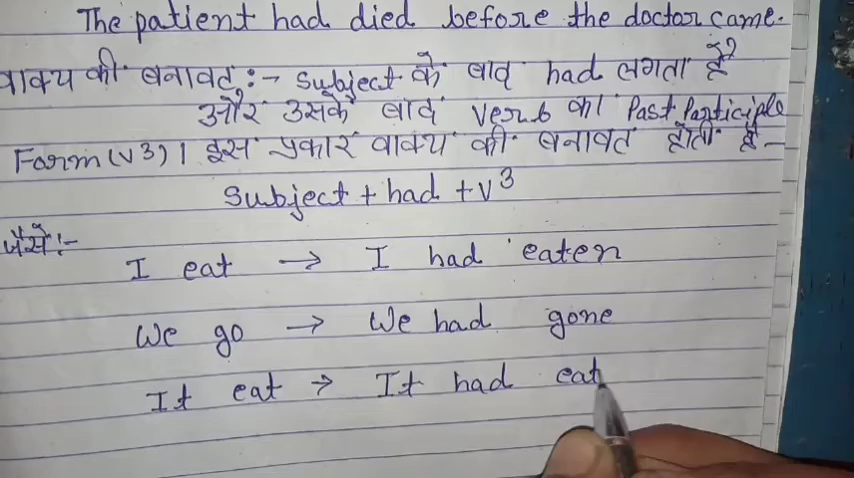 The patient had died before the doctor came.
वाक्य की बनावट :- Subject के बाद had लगता है
और उसके बाद verb का Past Participle
Form (v3) । इस प्रकार वाक्य की बनावट होती है -
Subject + had + v3
जैसे :-
I eat → I had eaten
We go → We had gone
It eat → It had eat